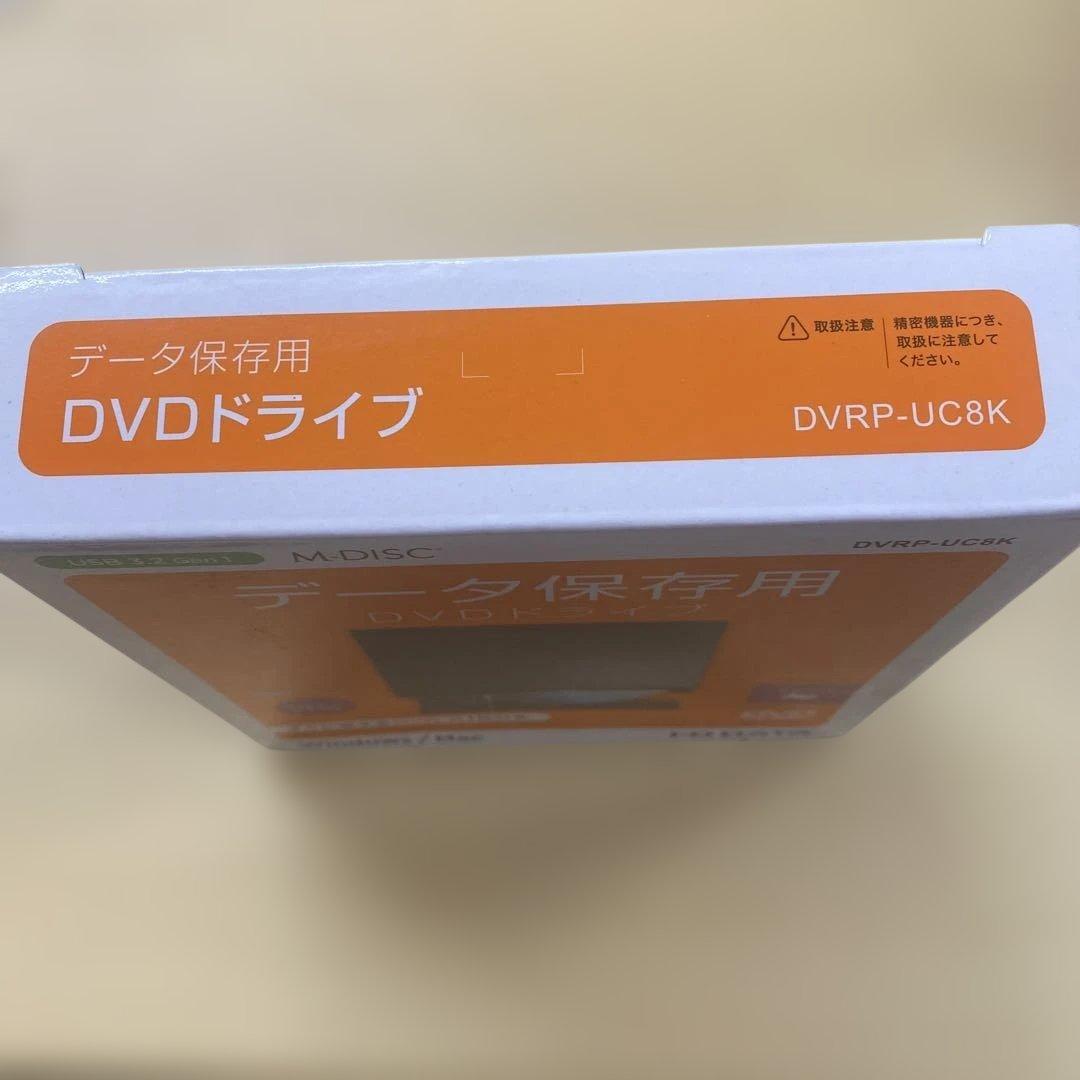 データ保存用
DVDドライブ
取扱注意
精密機器につき、
取扱に注意して
ください。
DVRP-UC8K
USB 3.2 Gen1
M-DISC
DVRP-UC8K
データ保存用
DVDドライブ
Windows / Mac